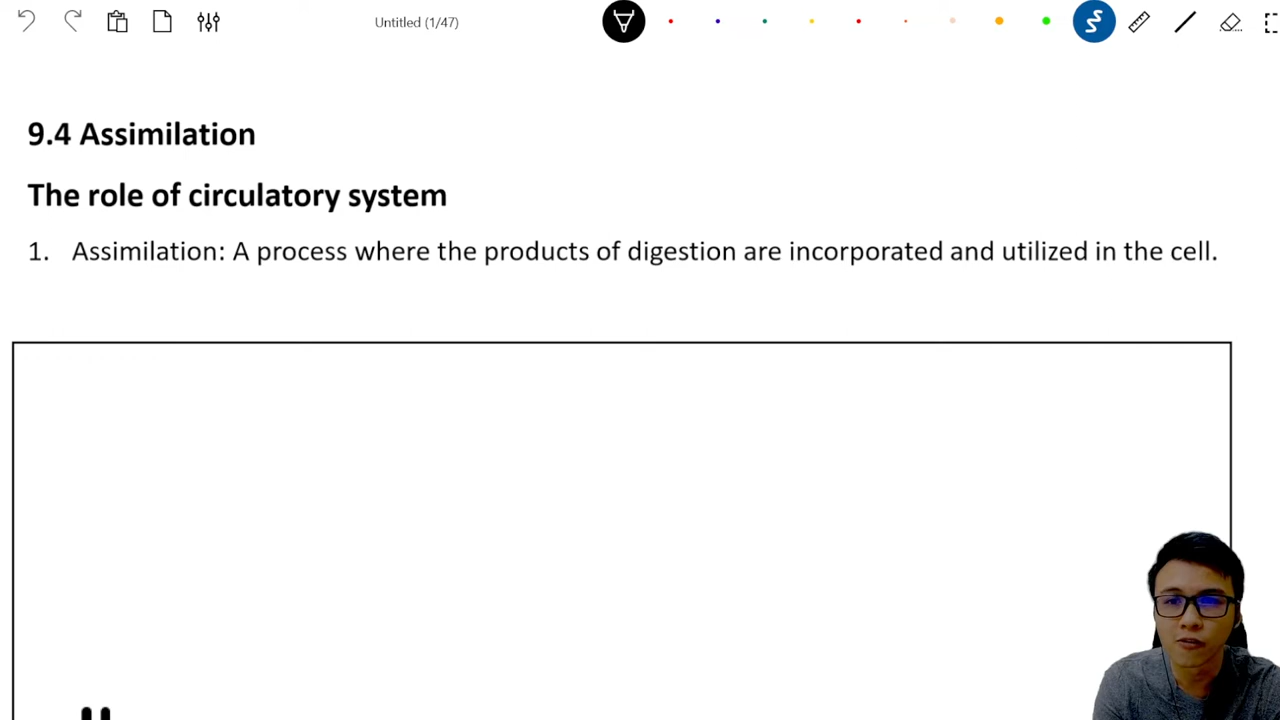 Untitled (1/47)
9.4 Assimilation
The role of circulatory system
1. Assimilation: A process where the products of digestion are incorporated and utilized in the cell.